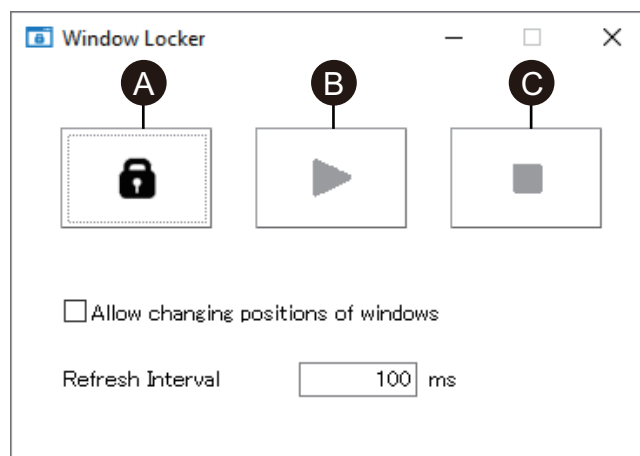 Window Locker
A B C
Allow changing positions of windows
Refresh Interval 100 ms